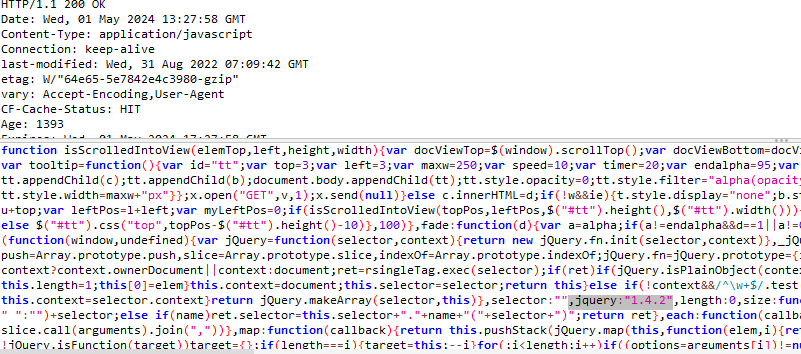 HTTP/1.1 200 OK
Date: Wed, 01 May 2024 13:27:58 GMT
Content-Type: application/javascript
Connection: keep-alive
last-modified: Wed, 31 Aug 2022 07:09:42 GMT
etag: W/"64e65-5e7842e4c3980-gzip"
vary: Accept-Encoding,User-Agent
CF-Cache-Status: HIT
Age: 1393
Expires: Wed, 01 May 2024 17:27:58 GMT
function isScrolledIntoView(elemTop,left,height,width){var docViewTop=$(window).scrollTop();var docViewBottom=docVi
var tooltip=function(){var id="tt";var top=3;var left=3;var maxw=250;var speed=10;var timer=20;var endalpha=95;var
tt.appendChild(c);tt.appendChild(b);document.body.appendChild(tt);tt.style.opacity=0;tt.style.filter="alpha(opacity
tt.style.width=maxw+"px"}};x.open("GET",v,1);x.send(null)}else c.innerHTML=d;if(!w&&ie){t.style.display="none";b.st
u+top;var leftPos=l+left;var myLeftPos=0;if(isScrolledIntoView(topPos,leftPos,$("#tt").height(),$("#tt").width())){
else $("#tt").css("top",topPos-$("#tt").height()-10)},100)},fade:function(d){var a=alpha;if(a!=endalpha&&d==1||a!=0
(function(window,undefined){var jQuery=function(selector,context){return new jQuery.fn.init(selector,context)},_jQ
push=Array.prototype.push,slice=Array.prototype.slice,indexOf=Array.prototype.indexOf;jQuery.fn=jQuery.prototype={i
context?context.ownerDocument||context:document;ret=rsingleTag.exec(selector);if(ret)if(jQuery.isPlainObject(contex
this.length=1;this[0]=elem}this.context=document;this.selector=selector;return this}else if(!context&&/^\w+$/.test
this.context=selector.context}return jQuery.makeArray(selector,this)},selector:"",jquery:"1.4.2",length:0,size:func
" ":"")+selector;else if(name)ret.selector=this.selector+"."+name+"("+selector+")";return ret},each:function(callba
slice.call(arguments).join(","))},map:function(callback){return this.pushStack(jQuery.map(this,function(elem,i){ret
!jQuery.isFunction(target))target={};if(length===i){target=this;--i}for(;i<length;i++)if((options=arguments[i])!=nu